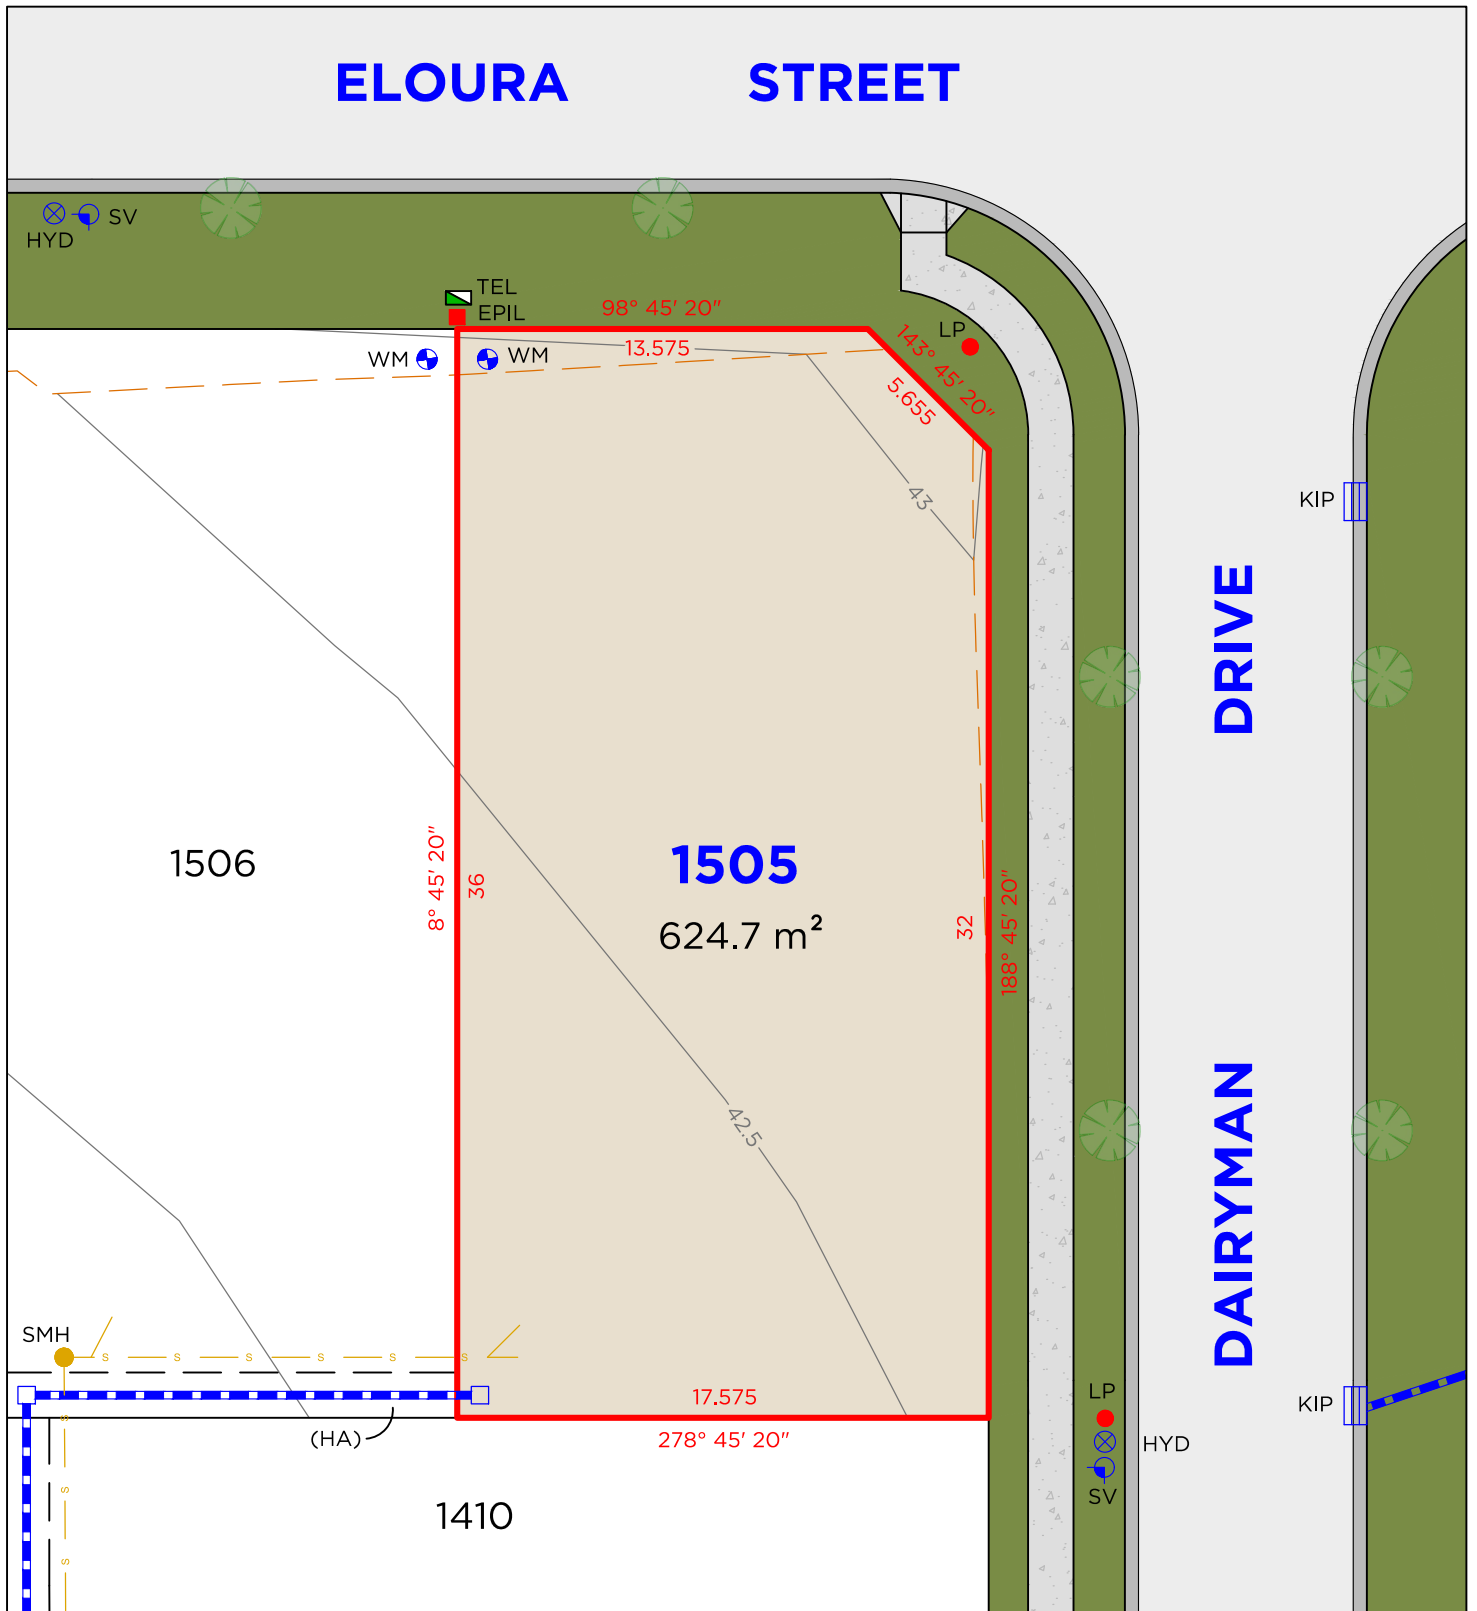 ELOURA STREET
SV
HYD
TEL
EPIL
98° 45' 20"
13.575
WM
WM
LP
143° 45' 20"
5.655
43
KIP
DAIRYMAN DRIVE
1506
1505
624.7 m²
8° 45' 20"
36
32
188° 45' 20"
42.5
SMH
s s s s s s
17.575
278° 45' 20"
(HA)
LP
HYD
SV
KIP
1410
s
s
s